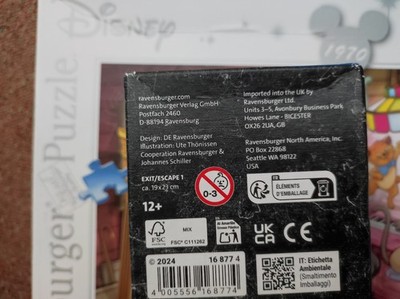 Disney
1970
burger Puzzle
ravensburger.com
Ravensburger Verlag GmbH
Postfach 2460
D-88194 Ravensburg
Design: DE Ravensburger
Illustration: Ute Thönissen
Cooperation Ravensburger &
Johannes Schiller
EXIT/ESCAPE 1
ca. 19x27 cm
12+
Imported into the UK by
Ravensburger Ltd.
Units 3–5, Avonbury Business Park
Howes Lane · BICESTER
OX26 2UA, GB
Ravensburger North America, Inc.
PO Box 22868
Seattle WA 98122
USA
0-3
FR
ÉLÉMENTS
D'EMBALLAGE
FSC
MIX
FSC® C111262
UK
CA
CE
© 2024
16 877 4
4 005556 168774
IT: Etichetta
Ambientale
(Smaltimento
imballaggi)